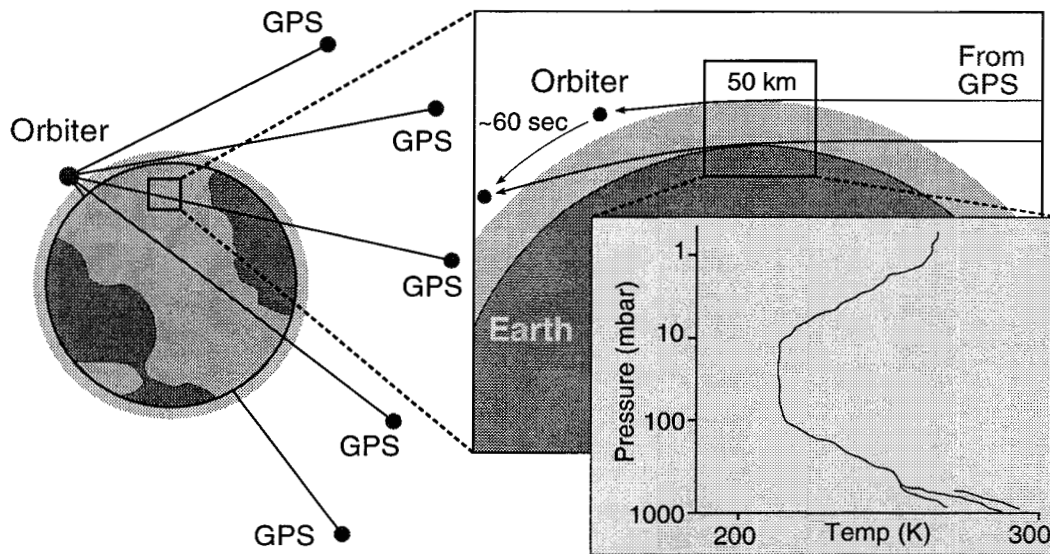 GPS
Orbiter
GPS
GPS
GPS
GPS
Orbiter
50 km
From
GPS
~60 sec
Earth
Pressure (mbar)
1
10
100
1000
200
Temp (K)
300